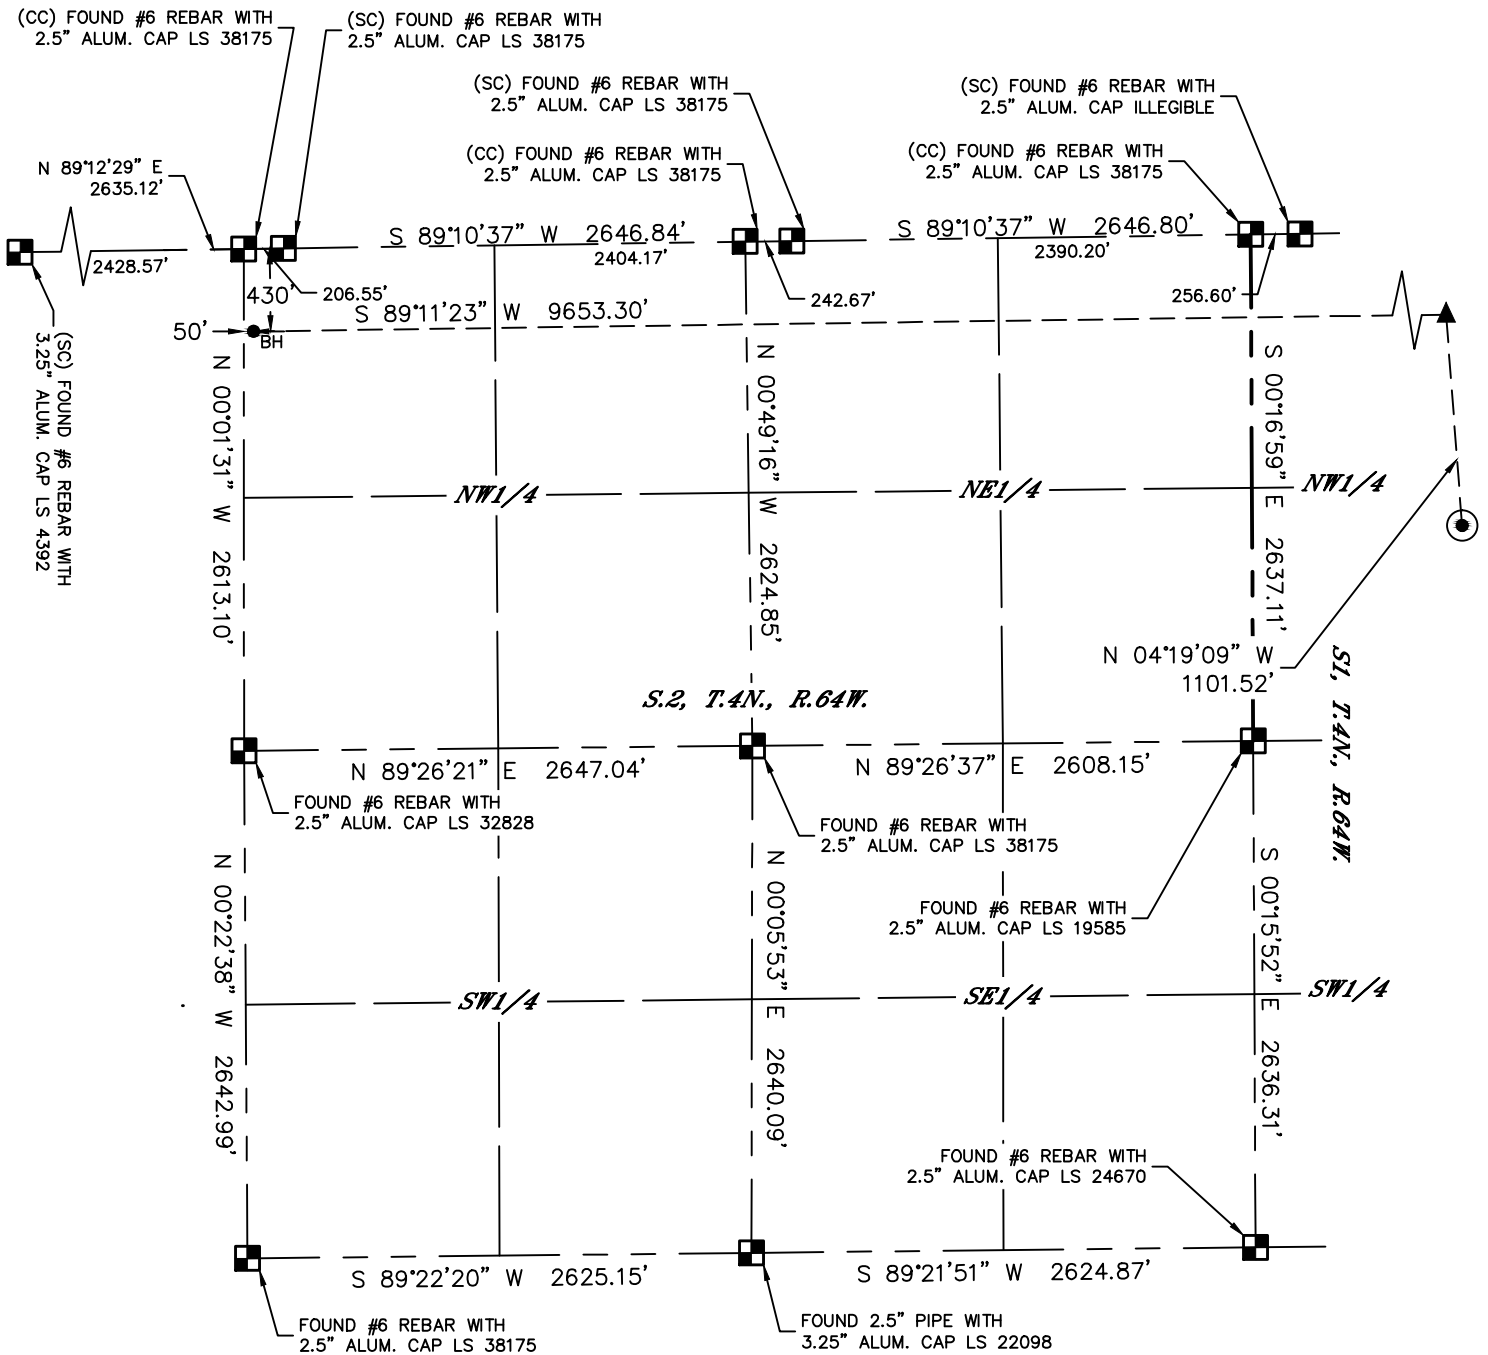 (CC) FOUND #6 REBAR WITH
2.5" ALUM. CAP LS 38175
(SC) FOUND #6 REBAR WITH
2.5" ALUM. CAP LS 38175
(SC) FOUND #6 REBAR WITH
2.5" ALUM. CAP LS 38175
(SC) FOUND #6 REBAR WITH
2.5" ALUM. CAP ILLEGIBLE
(CC) FOUND #6 REBAR WITH
2.5" ALUM. CAP LS 38175
(CC) FOUND #6 REBAR WITH
2.5" ALUM. CAP LS 38175
N 89°12'29" E
2635.12'
S 89°10'37" W 2646.84'
2404.17'
S 89°10'37" W 2646.80'
2390.20'
2428.57'
430'
206.55'
242.67'
256.60'
S 89°11'23" W 9653.30'
50'
BH
(SC) FOUND #6 REBAR WITH
3.25" ALUM. CAP LS 4392
N 00°01'31" W 2613.10'
N 00°49'16" W 2624.85'
S 00°16'59" E 2637.11'
NW1/4
NE1/4
NW1/4
N 04°19'09" W
1101.52'
S.2, T.4N., R.64W.
S1, T.4N., R.64W.
N 89°26'21" E 2647.04'
N 89°26'37" E 2608.15'
FOUND #6 REBAR WITH
2.5" ALUM. CAP LS 32828
FOUND #6 REBAR WITH
2.5" ALUM. CAP LS 38175
FOUND #6 REBAR WITH
2.5" ALUM. CAP LS 19585
N 00°22'38" W 2642.99'
N 00°05'53" E 2640.09'
S 00°15'52" E 2636.31'
SW1/4
SE1/4
SW1/4
FOUND #6 REBAR WITH
2.5" ALUM. CAP LS 24670
S 89°22'20" W 2625.15'
S 89°21'51" W 2624.87'
FOUND #6 REBAR WITH
2.5" ALUM. CAP LS 38175
FOUND 2.5" PIPE WITH
3.25" ALUM. CAP LS 22098